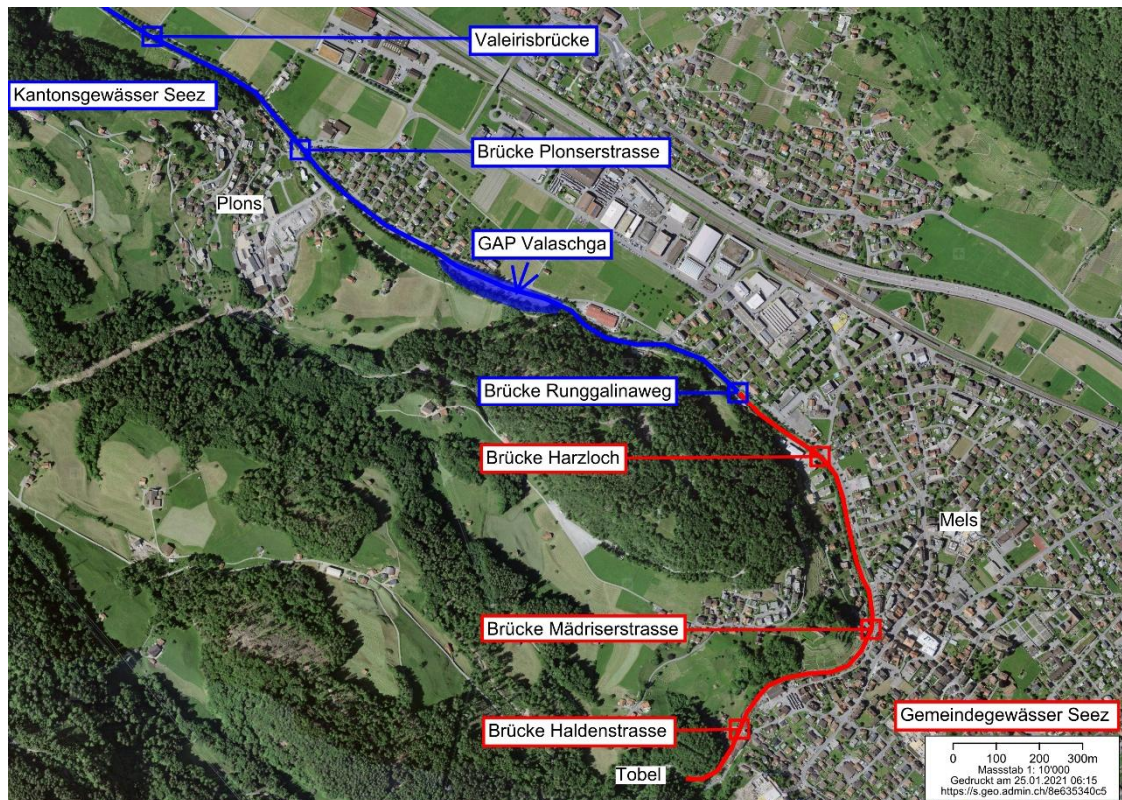 Valeirisbrücke
Kantonsgewässer Seez
Brücke Plonserstrasse
Plons
GAP Valaschga
Brücke Runggalinaweg
Brücke Harzloch
Mels
Brücke Mädriserstrasse
Gemeindegewässer Seez
Brücke Haldenstrasse
Tobel
0 100 200 300m
Massstab 1: 10'000
Gedruckt am 25.01.2021 06:15
https://s.geo.admin.ch/8e635340c5